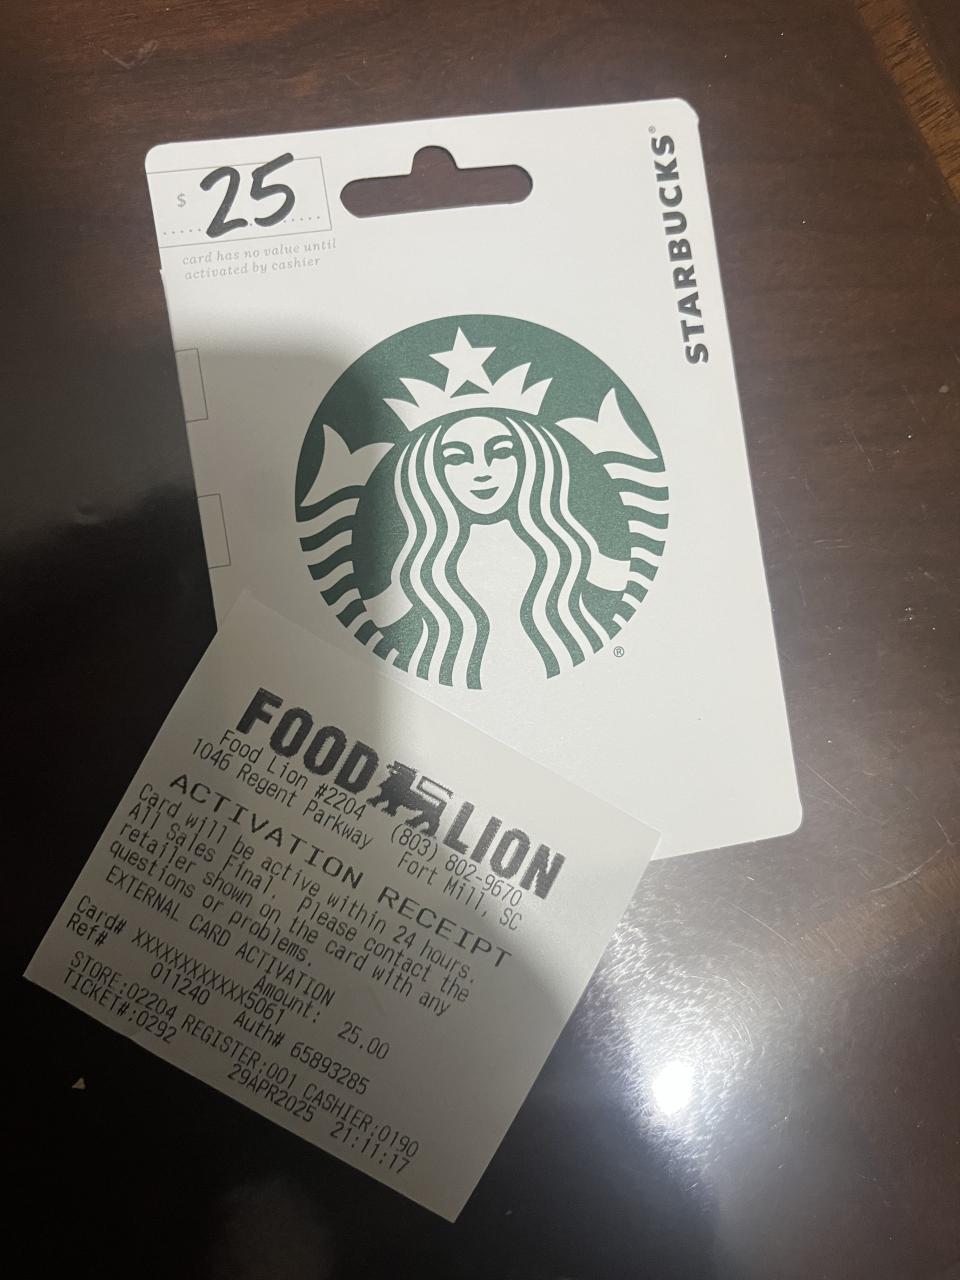 $ 25
card has no value until
activated by cashier
STARBUCKS®
®
FOOD LION
Food Lion #2204 (803) 802-9670
1046 Regent Parkway Fort Mill, SC
ACTIVATION RECEIPT
Card will be active within 24 hours.
All Sales Final. Please contact the
retailer shown on the card with any
questions or problems.
EXTERNAL CARD ACTIVATION
Amount: 25.00
Card# XXXXXXXXXXXX5061
Ref# 011240 Auth# 65893285
STORE:02204 REGISTER:001 CASHIER:0190
TICKET#:0292 29APR2025 21:11:17